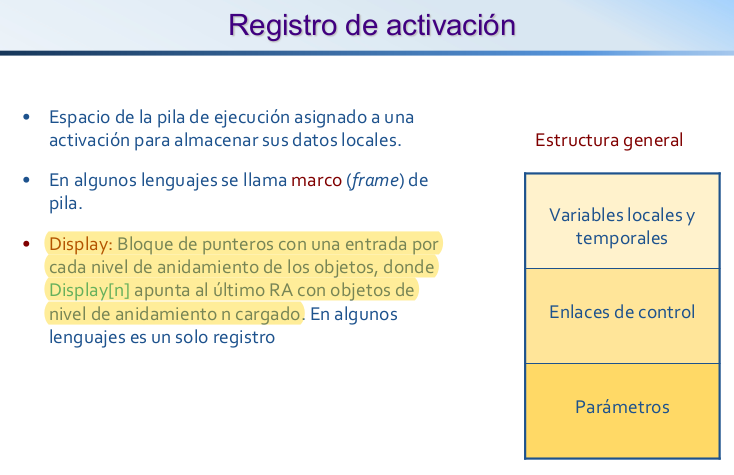 Registro de activación
• Espacio de la pila de ejecución asignado a una
activación para almacenar sus datos locales.
• En algunos lenguajes se llama marco (frame) de
pila.
• Display: Bloque de punteros con una entrada por
cada nivel de anidamiento de los objetos, donde
Display[n] apunta al último RA con objetos de
nivel de anidamiento n cargado. En algunos
lenguajes es un solo registro
Estructura general
Variables locales y
temporales
Enlaces de control
Parámetros